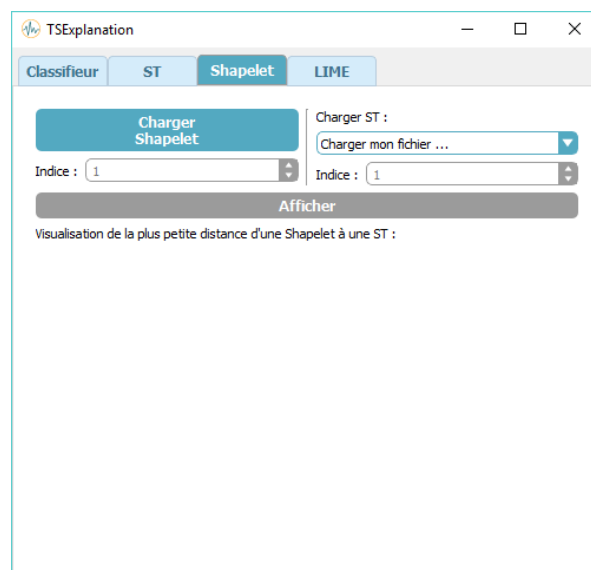 TSExplanation
Classifieur ST Shapelet LIME
Charger
Shapelet
Indice : 1
Charger ST :
Charger mon fichier ...
Indice : 1
Afficher
Visualisation de la plus petite distance d'une Shapelet à une ST :